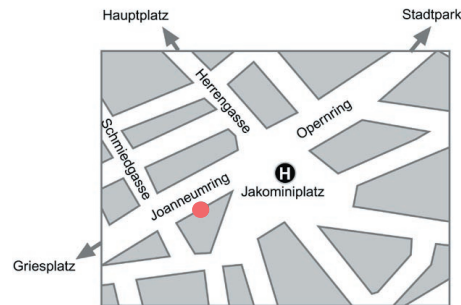 Hauptplatz
Stadtpark
Herrengasse
Opernring
Schmiedgasse
H
Jakominiplatz
Joanneumring
Griesplatz